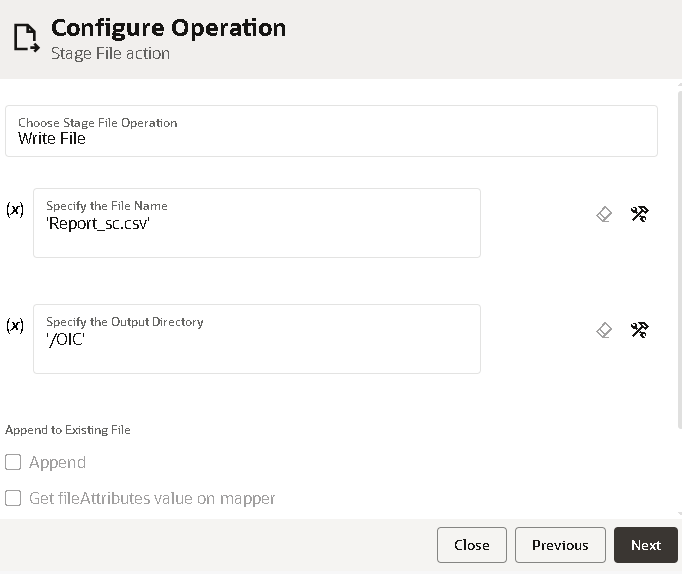 Configure Operation
Stage File action
Choose Stage File Operation
Write File
(x)
Specify the File Name
'Report_sc.csv'
(x)
Specify the Output Directory
'/OIC'
Append to Existing File
Append
Get fileAttributes value on mapper
Close Previous Next